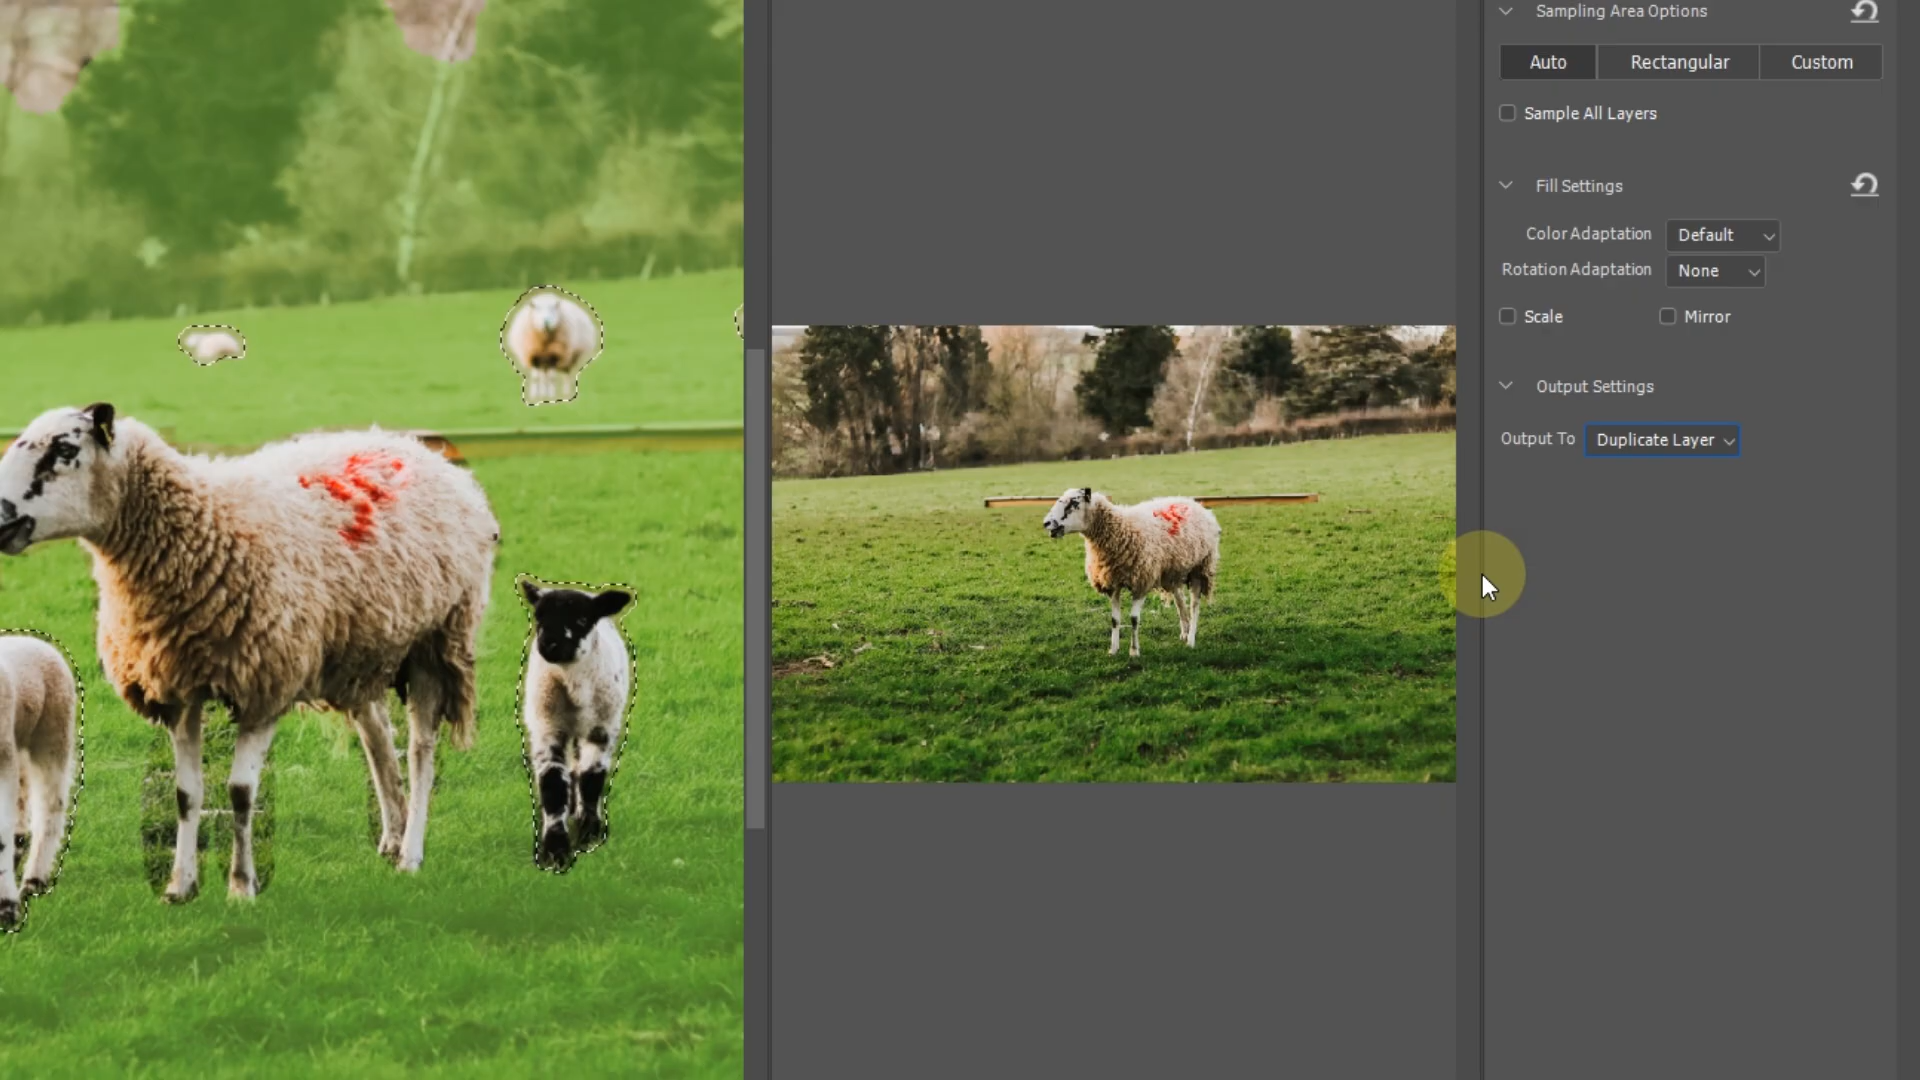 Sampling Area Options
Auto Rectangular Custom
Sample All Layers
Fill Settings
Color Adaptation Default
Rotation Adaptation None
Scale Mirror
Output Settings
Output To Duplicate Layer